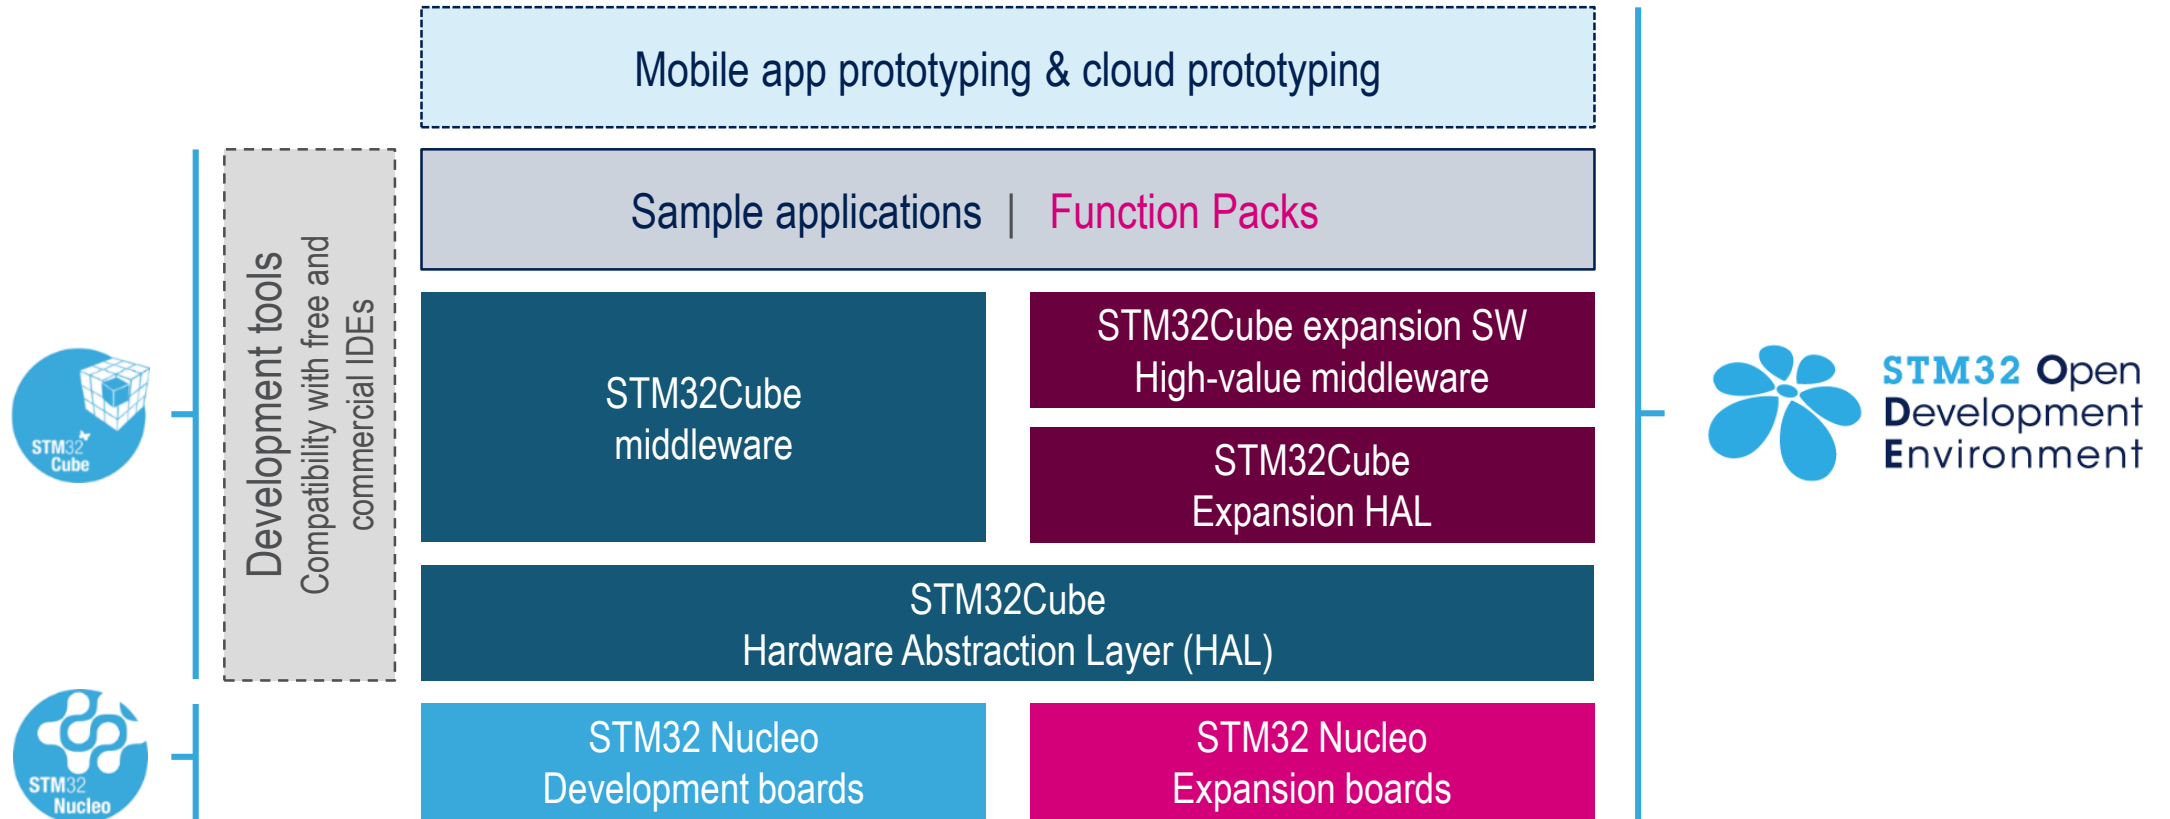 Mobile app prototyping & cloud prototyping
Sample applications | Function Packs
Development tools
Compatibility with free and
commercial IDEs
STM32Cube
middleware
STM32Cube expansion SW
High-value middleware
STM32Cube
Expansion HAL
STM32Cube
Hardware Abstraction Layer (HAL)
STM32 Nucleo
Development boards
STM32 Nucleo
Expansion boards
STM32
Cube
STM32
Nucleo
STM32 Open
Development
Environment